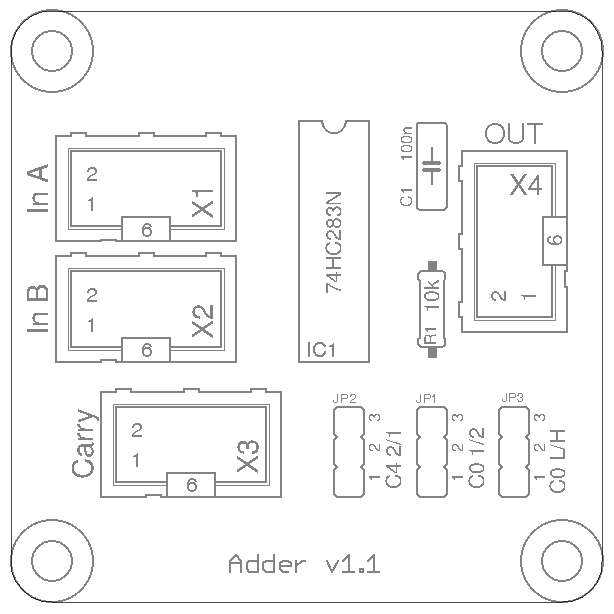 OUT
In A
2
1
6
X1
74HC283N
IC1
C1
100n
X4
6
2
1
In B
2
1
6
X2
R1
10k
Carry
2
1
6
X3
JP2
1
2
3
C4 2/1
JP1
1
2
3
C0 1/2
JP3
1
2
3
C0 L/H
Adder v1.1